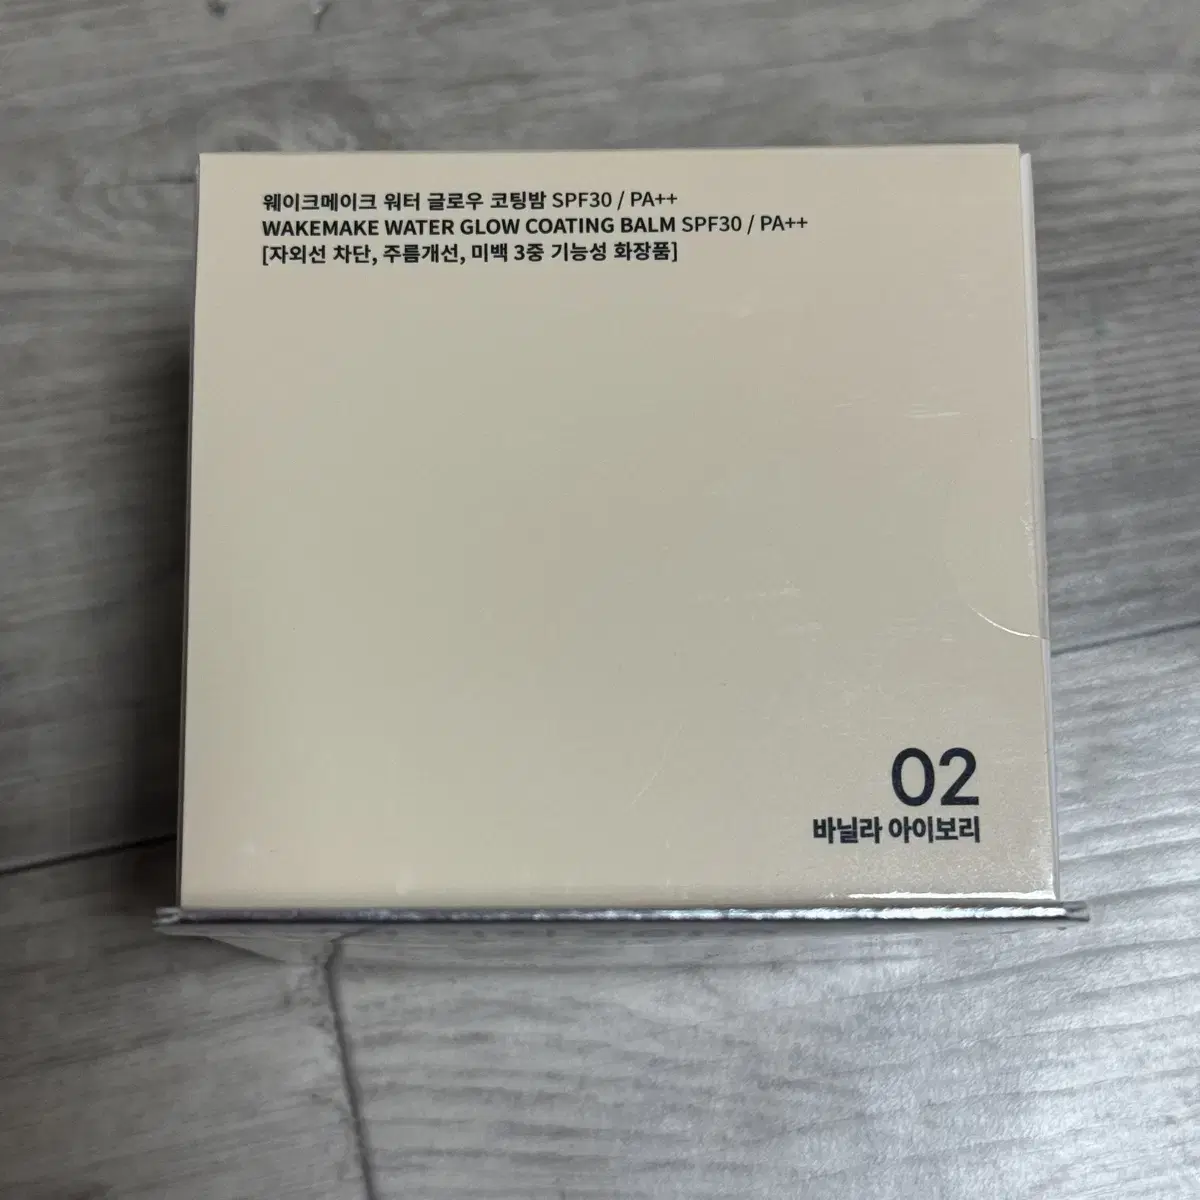 웨이크메이크 워터 글로우 코팅밤 SPF30 / PA++
WAKEMAKE WATER GLOW COATING BALM SPF30 / PA++
[자외선 차단, 주름개선, 미백 3중 기능성 화장품]
02
바닐라 아이보리